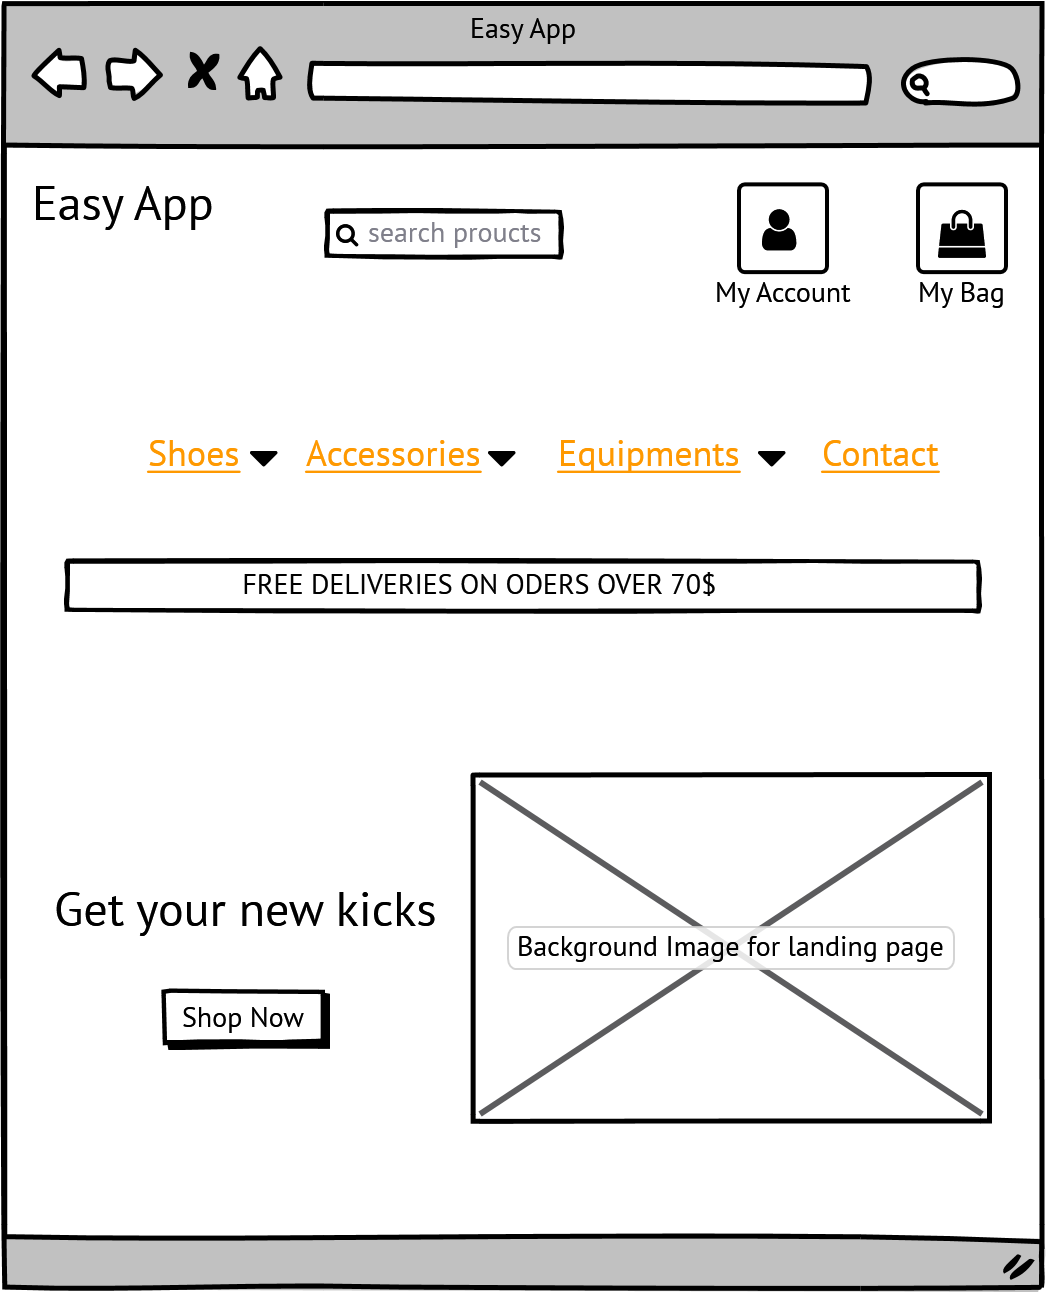 Easy App
Easy App
search proucts
My Account
My Bag
Shoes
Accessories
Equipments
Contact
FREE DELIVERIES ON ODERS OVER 70$
Get your new kicks
Background Image for landing page
Shop Now